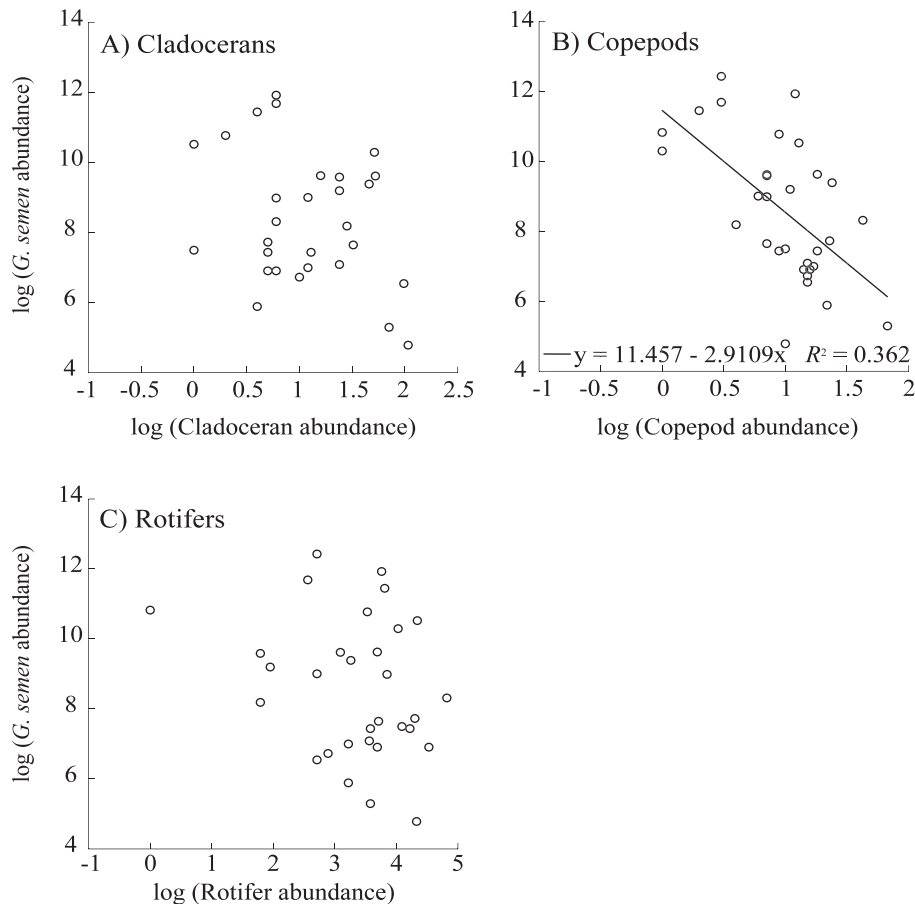 A) Cladocerans
log (G. semen abundance)
14
12
10
8
6
4
-1 -0.5 0 0.5 1 1.5 2 2.5
log (Cladoceran abundance)
B) Copepods
14
12
10
8
6
4
y = 11.457 - 2.9109x R² = 0.362
-1 -0.5 0 0.5 1 1.5 2
log (Copepod abundance)
C) Rotifers
log (G. semen abundance)
14
12
10
8
6
4
-1 0 1 2 3 4 5
log (Rotifer abundance)